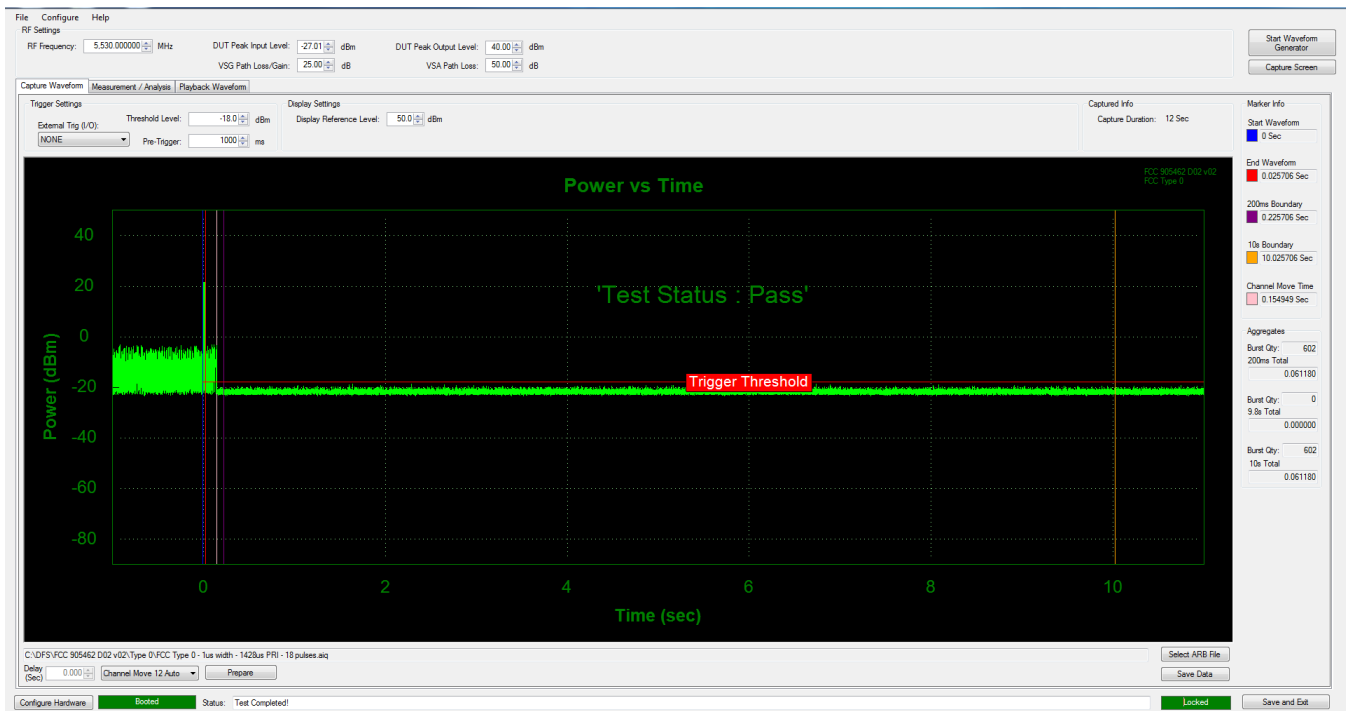 File Configure Help
RF Settings
RF Frequency: 5,530.000000 MHz DUT Peak Input Level: -27.01 dBm DUT Peak Output Level: 40.00 dBm
VSG Path Loss/Gain: 25.00 dB VSA Path Loss: 50.00 dB
Start Waveform Generator
Capture Screen
Capture Waveform Measurement / Analysis Playback Waveform
Trigger Settings
External Trig (I/O): Threshold Level: -18.0 dBm
NONE Pre-Trigger: 1000 ms
Display Settings
Display Reference Level: 50.0 dBm
Captured Info
Capture Duration: 12 Sec
Marker Info
Start Waveform
0 Sec
End Waveform
0.025706 Sec
200ms Boundary
0.225706 Sec
10s Boundary
10.025706 Sec
Channel Move Time
0.154949 Sec
Aggregates
Burst Qty: 602
200ms Total
0.061180
Burst Qty: 0
9.8s Total
0.000000
Burst Qty: 602
10s Total
0.061180
Power vs Time
FCC 905462 D02 v02
FCC Type 0
'Test Status : Pass'
Trigger Threshold
Power (dBm)
40
20
0
-20
-40
-60
-80
0 2 4 6 8 10
Time (sec)
C:\DFS\FCC 905462 D02 v02\Type 0\FCC Type 0 - 1us width - 1428us PRI - 18 pulses.aiq
Select ARB File
Delay (Sec) 0.000 Channel Move 12 Auto Prepare
Save Data
Configure Hardware Booted Status: Test Completed! Locked Save and Exit